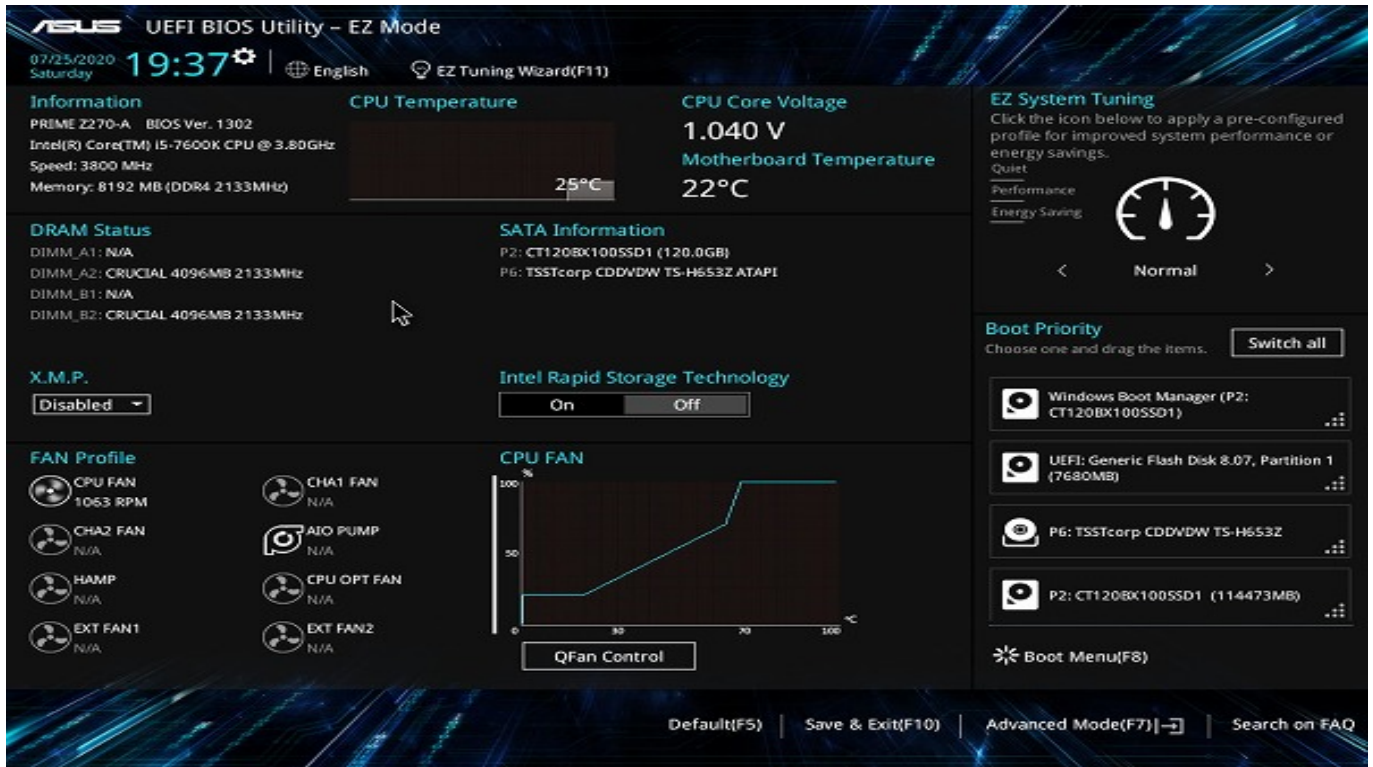 ASUS UEFI BIOS Utility – EZ Mode
07/25/2020
Saturday
19:37
English
EZ Tuning Wizard(F11)
Information
PRIME Z270-A BIOS Ver. 1302
Intel(R) Core(TM) i5-7600K CPU @ 3.80GHz
Speed: 3800 MHz
Memory: 8192 MB (DDR4 2133MHz)
CPU Temperature
25°C
CPU Core Voltage
1.040 V
Motherboard Temperature
22°C
EZ System Tuning
Click the icon below to apply a pre-configured
profile for improved system performance or
energy savings.
Quiet
Performance
Energy Saving
< Normal >
DRAM Status
DIMM_A1: N/A
DIMM_A2: CRUCIAL 4096MB 2133MHz
DIMM_B1: N/A
DIMM_B2: CRUCIAL 4096MB 2133MHz
SATA Information
P2: CT120BX100SSD1 (120.0GB)
P6: TSSTcorp CDDVDW TS-H653Z ATAPI
X.M.P.
Disabled
Intel Rapid Storage Technology
On Off
Boot Priority
Choose one and drag the items.
Switch all
Windows Boot Manager (P2:
CT120BX100SSD1)
UEFI: Generic Flash Disk 8.07, Partition 1
(7680MB)
P6: TSSTcorp CDDVDW TS-H653Z
P2: CT120BX100SSD1 (114473MB)
Boot Menu(F8)
FAN Profile
CPU FAN
1063 RPM
CHA1 FAN
N/A
CHA2 FAN
N/A
AIO PUMP
N/A
HAMP
N/A
CPU OPT FAN
N/A
EXT FAN1
N/A
EXT FAN2
N/A
CPU FAN
%
100
50
0 30 70 100
°C
QFan Control
Default(F5) | Save & Exit(F10) | Advanced Mode(F7) | Search on FAQ